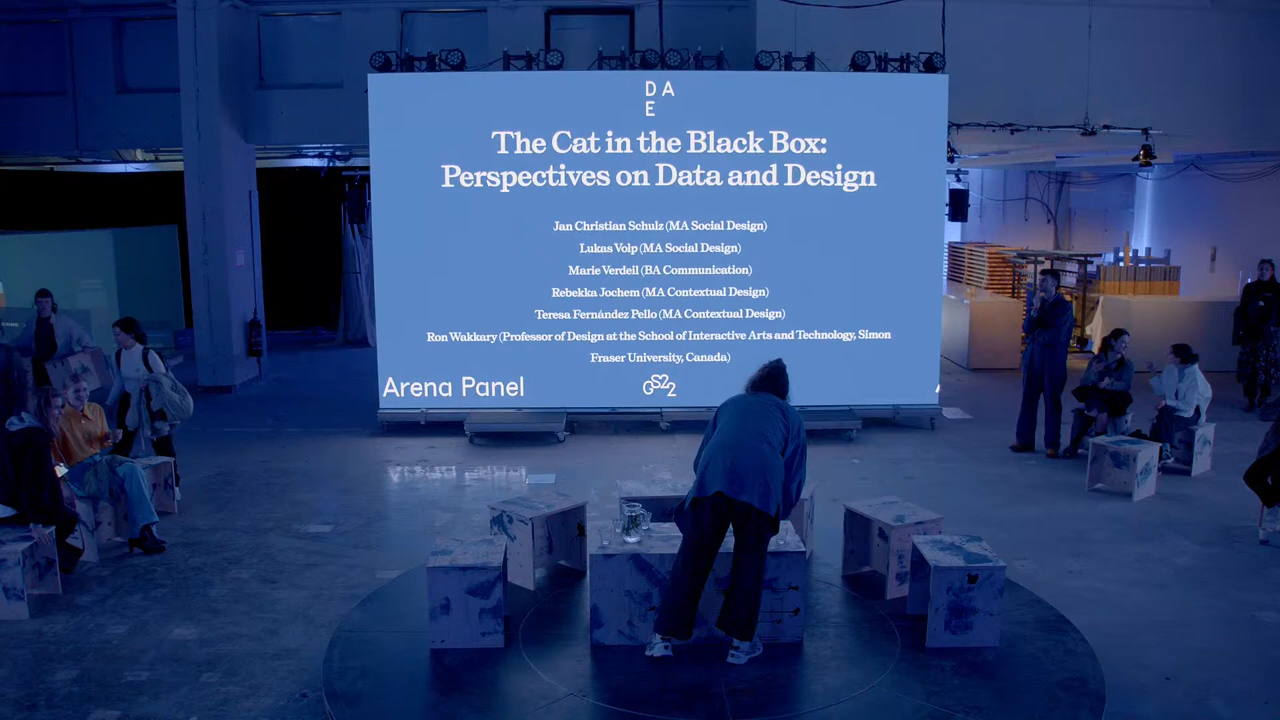 D A
E
The Cat in the Black Box:
Perspectives on Data and Design
Jan Christian Schulz (MA Social Design)
Lukas Volp (MA Social Design)
Marie Verdeil (BA Communication)
Rebekka Jochem (MA Contextual Design)
Teresa Fernández Pello (MA Contextual Design)
Ron Wakkary (Professor of Design at the School of Interactive Arts and Technology, Simon
Fraser University, Canada)
Arena Panel
GS22